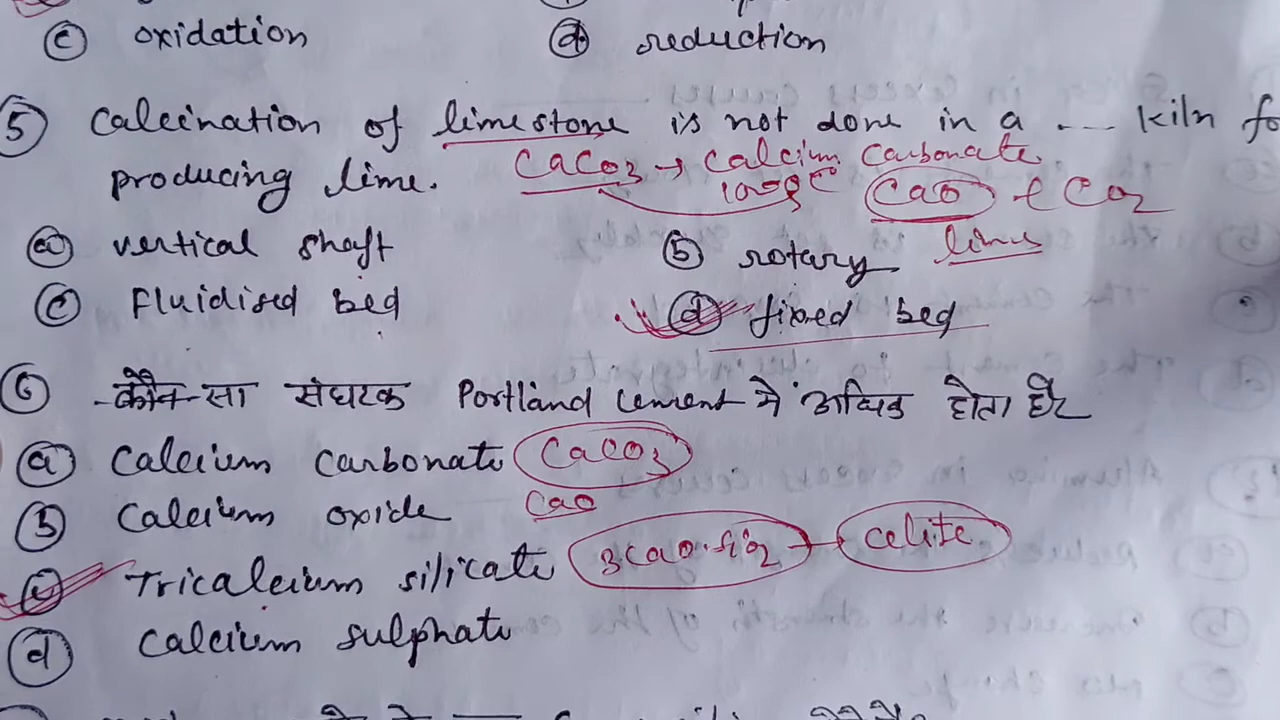 ⓒ oxidation ⓓ reduction
⑤ Calcination of limestone is not done in a --- kiln fo
producing lime. CaCO3 → calcium carbonate
1000°C CaO + CO2
ⓐ vertical shaft ⓑ rotary lime
ⓒ Fluidised bed ⓓ fixed bed
⑥ कौन-सा संघटक Portland cement में अधिक होता है
ⓐ Calcium carbonate CaCO3
ⓑ Calcium oxide CaO
ⓒ Tricalcium silicate 3CaO.SiO2 → celite
ⓓ Calcium sulphate